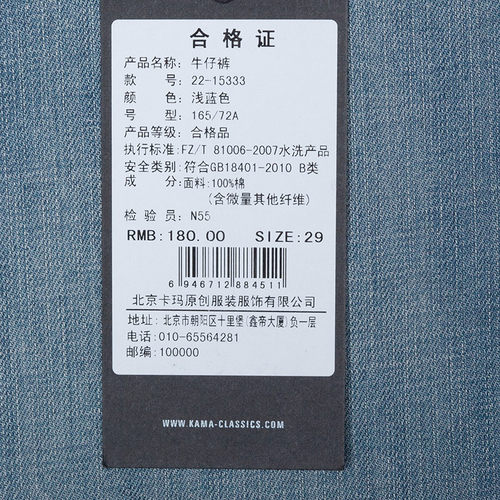 合格证
产品名称:牛仔裤
款 号:22-15333
颜 色:浅蓝色
号 型:165/72A
产品等级:合格品
执行标准:FZ/T 81006-2007水洗产品
安全类别:符合GB18401-2010 B类
成 分:面料:100%棉
(含微量其他纤维)
检 验 员:N55
RMB:180.00 SIZE:29
6 946712 884511
北京卡玛原创服装服饰有限公司
地址:北京市朝阳区十里堡(鑫帝大厦)负一层
电话:010-65564281
邮编:100000
WWW.KAMA-CLASSICS.COM